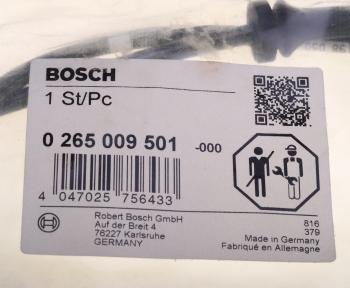 BOSCH
1 St/Pc
0 265 009 501 -000
4 047025 756433
Robert Bosch GmbH
Auf der Breit 4
76227 Karlsruhe
GERMANY
816
379
Made in Germany
Fabriqué en Allemagne